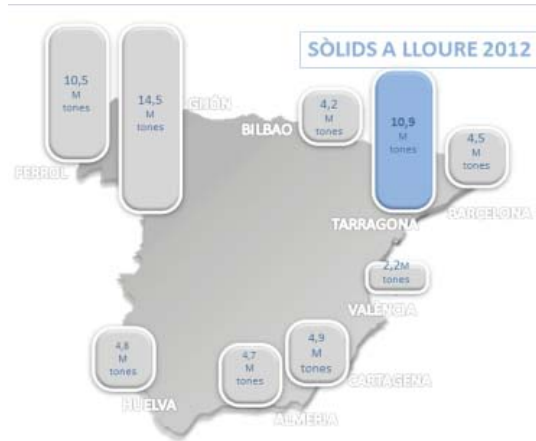 SÒLIDS A LLOURE 2012
10,5
M
tones
FERROL
14,5
M
tones
GIJÓN
4,2
M
tones
BILBAO
10,9
M
tones
TARRAGONA
4,5
M
tones
BARCELONA
2,2M
tones
VALÈNCIA
4,8
M
tones
HUELVA
4,7
M
tones
ALMERIA
4,9
M
tones
CARTAGENA